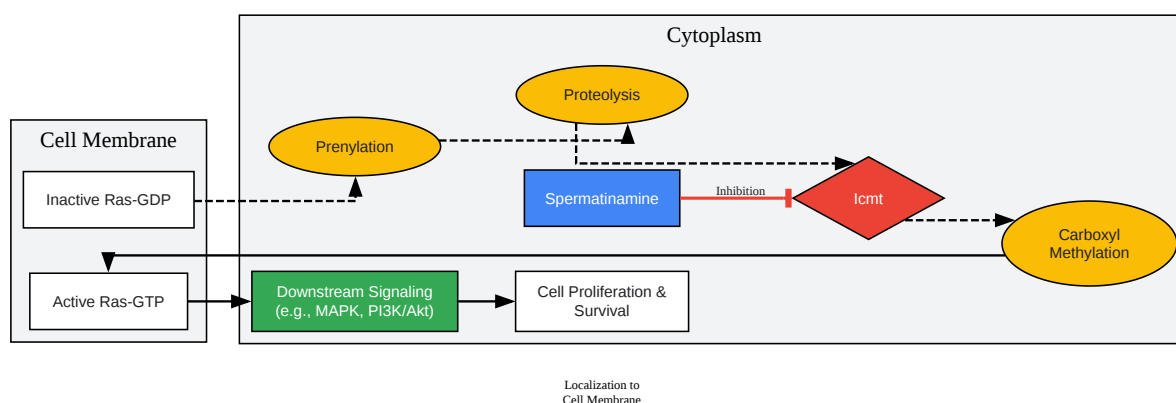 Cytoplasm
Proteolysis
Cell Membrane
Prenylation
Inactive Ras-GDP
Spermatinamine
Inhibition
Icmt
Carboxyl
Methylation
Active Ras-GTP
Downstream Signaling
(e.g., MAPK, PI3K/Akt)
Cell Proliferation &
Survival
Localization to
Cell Membrane